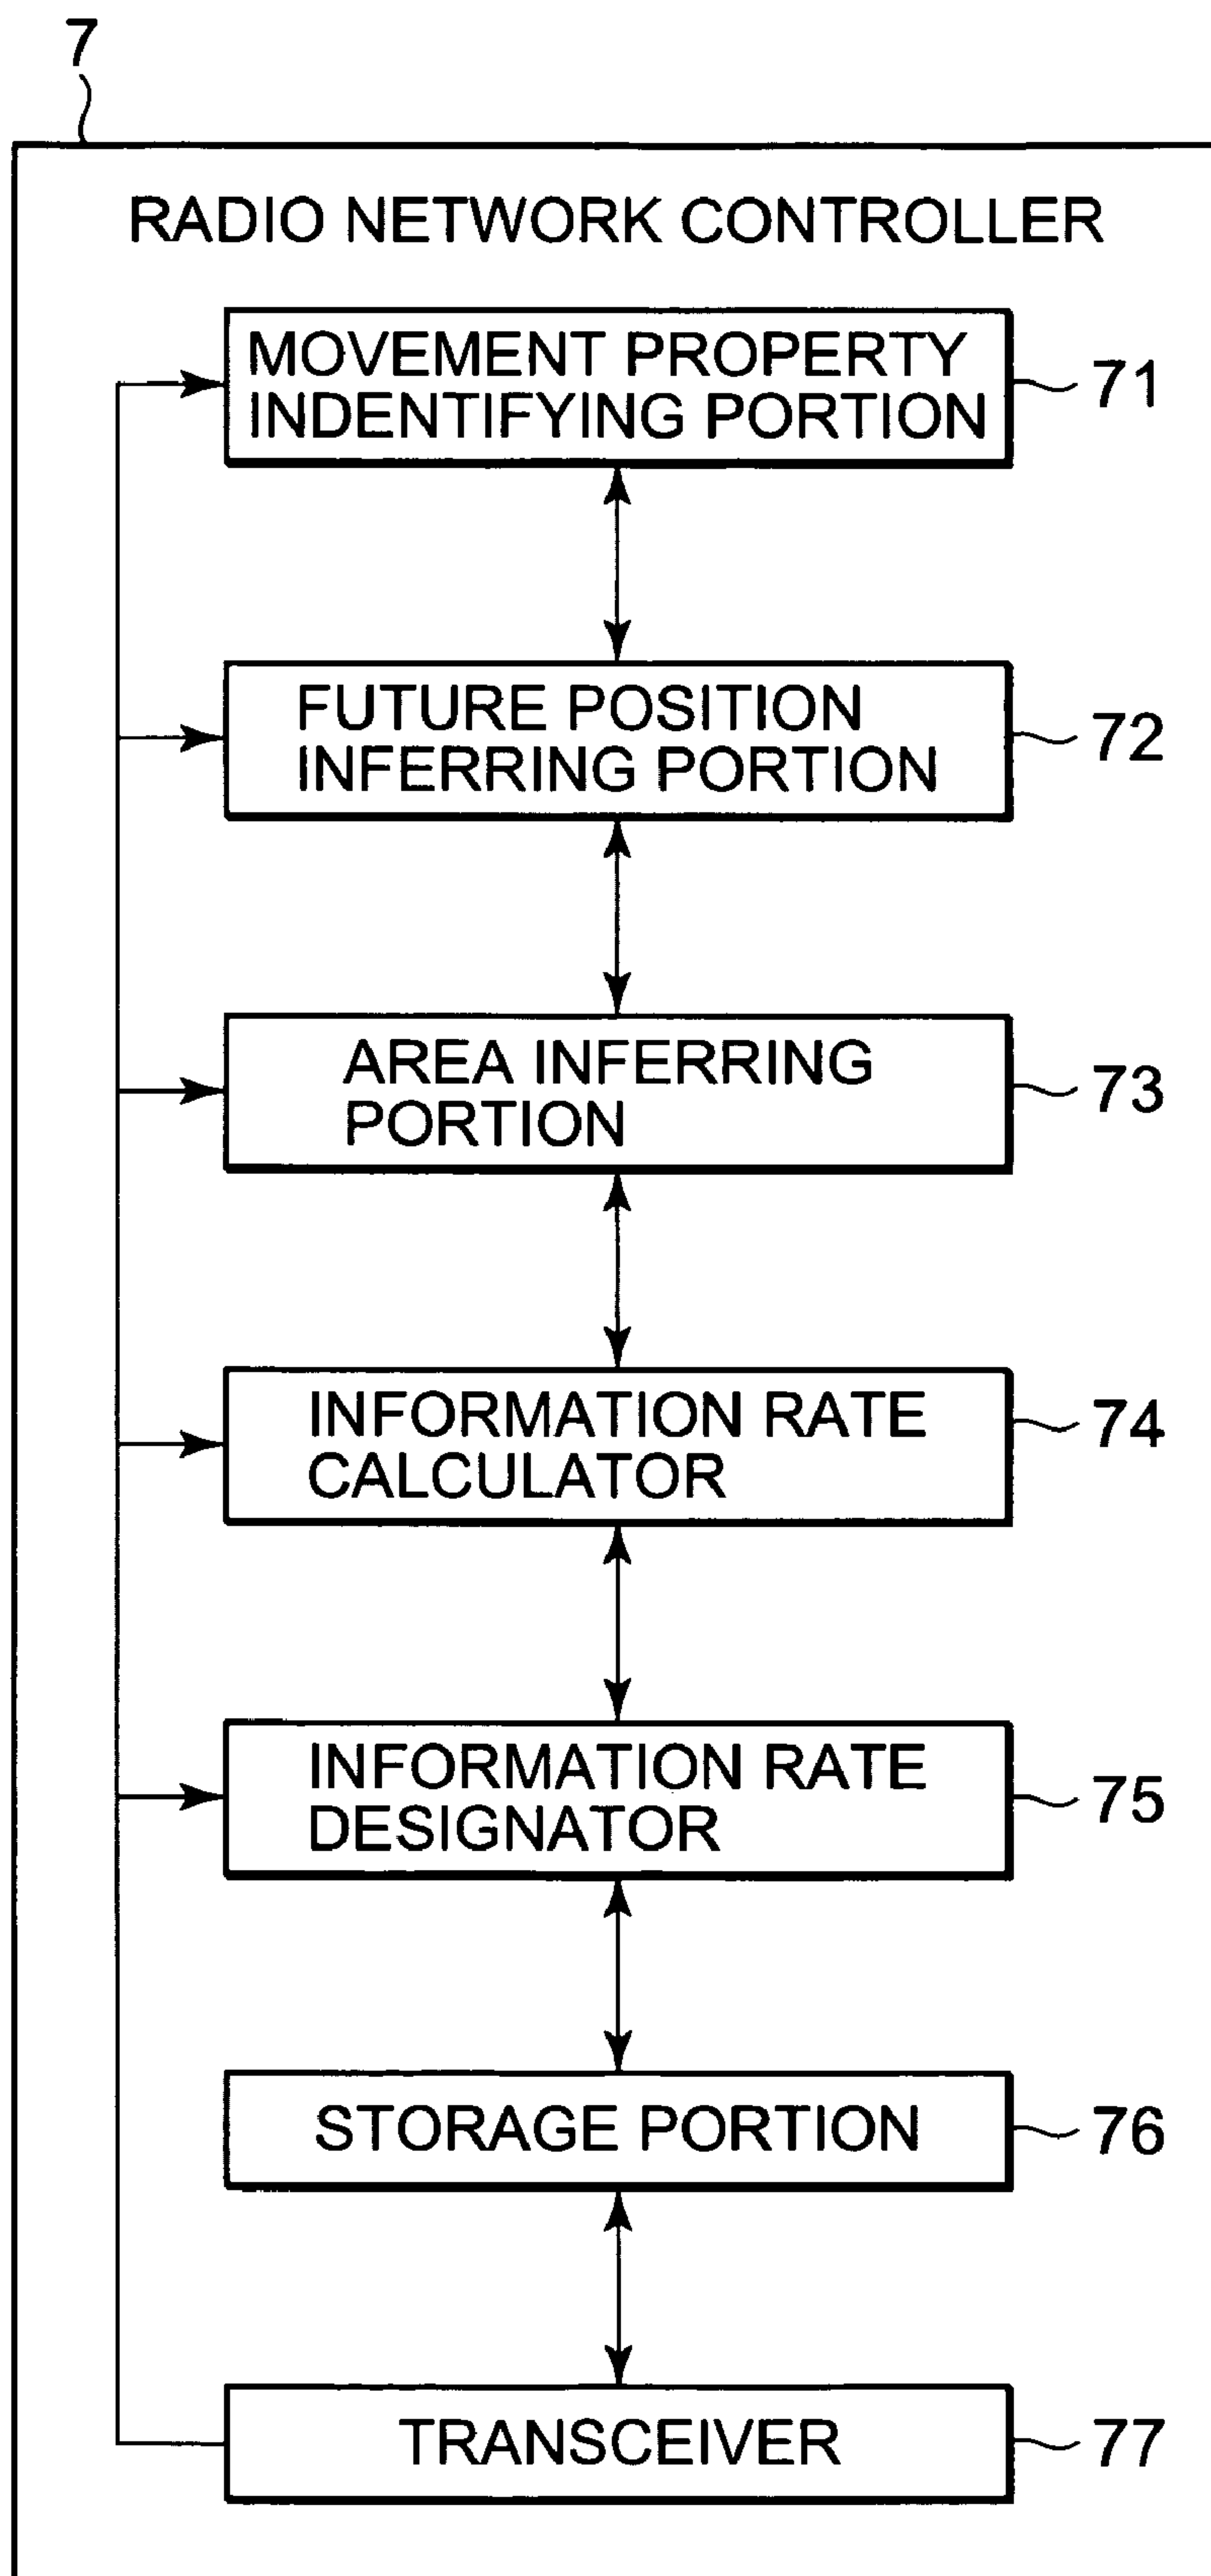 7
RADIO NETWORK CONTROLLER
MOVEMENT PROPERTY
INDENTIFYING PORTION
71
FUTURE POSITION
INFERRING PORTION
72
AREA INFERRING
PORTION
73
INFORMATION RATE
CALCULATOR
74
INFORMATION RATE
DESIGNATOR
75
STORAGE PORTION
76
TRANSCEIVER
77